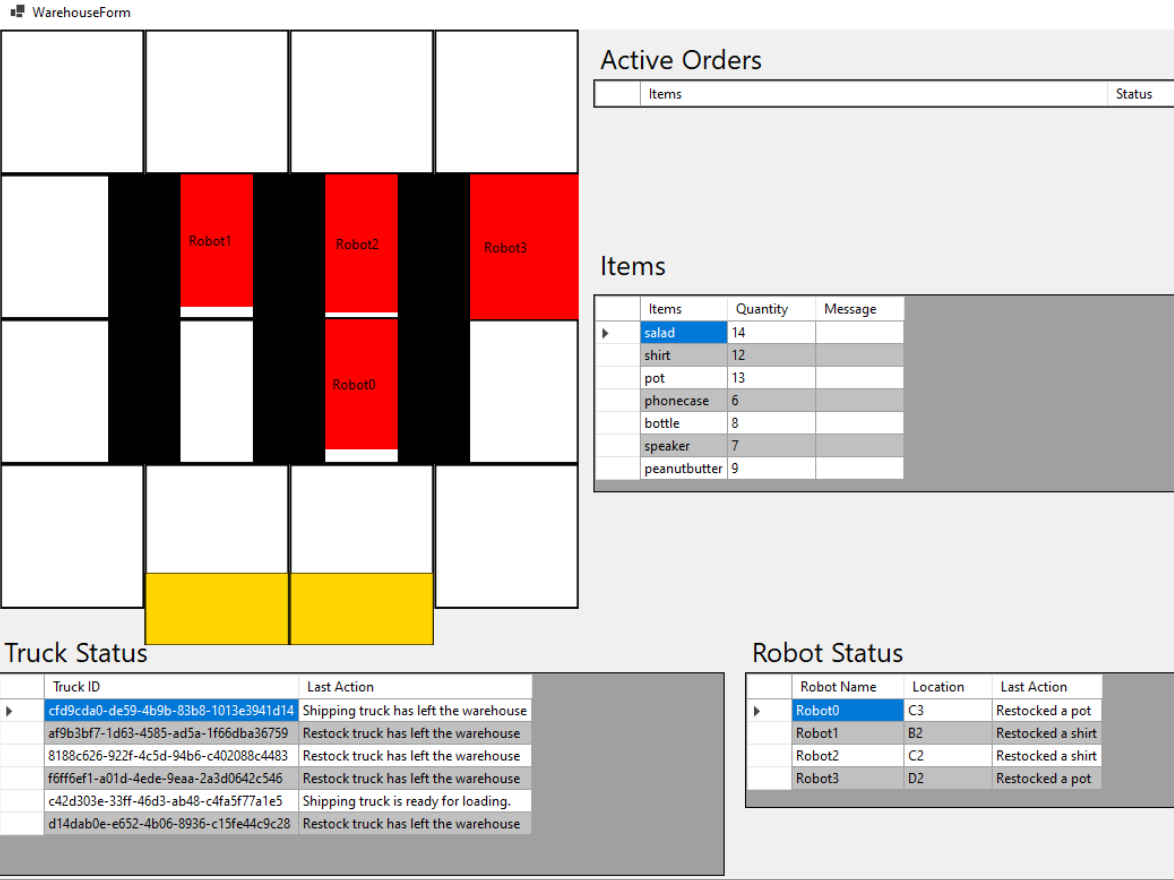 WarehouseForm
Active Orders
Items Status
Robot1
Robot2
Robot3
Robot0
Items
Items Quantity Message
salad 14
shirt 12
pot 13
phonecase 6
bottle 8
speaker 7
peanutbutter 9
Truck Status
Truck ID Last Action
cfd9cda0-de59-4b9b-83b8-1013e3941d14 Shipping truck has left the warehouse
af9b3bf7-1d63-4585-ad5a-1f66dba36759 Restock truck has left the warehouse
8188c626-922f-4c5d-94b6-c402088c4483 Restock truck has left the warehouse
f6ff6ef1-a01d-4ede-9eaa-2a3d0642c546 Restock truck has left the warehouse
c42d303e-33ff-46d3-ab48-c4fa5f77a1e5 Shipping truck is ready for loading.
d14dab0e-e652-4b06-8936-c15fe44c9c28 Restock truck has left the warehouse
Robot Status
Robot Name Location Last Action
Robot0 C3 Restocked a pot
Robot1 B2 Restocked a shirt
Robot2 C2 Restocked a shirt
Robot3 D2 Restocked a pot